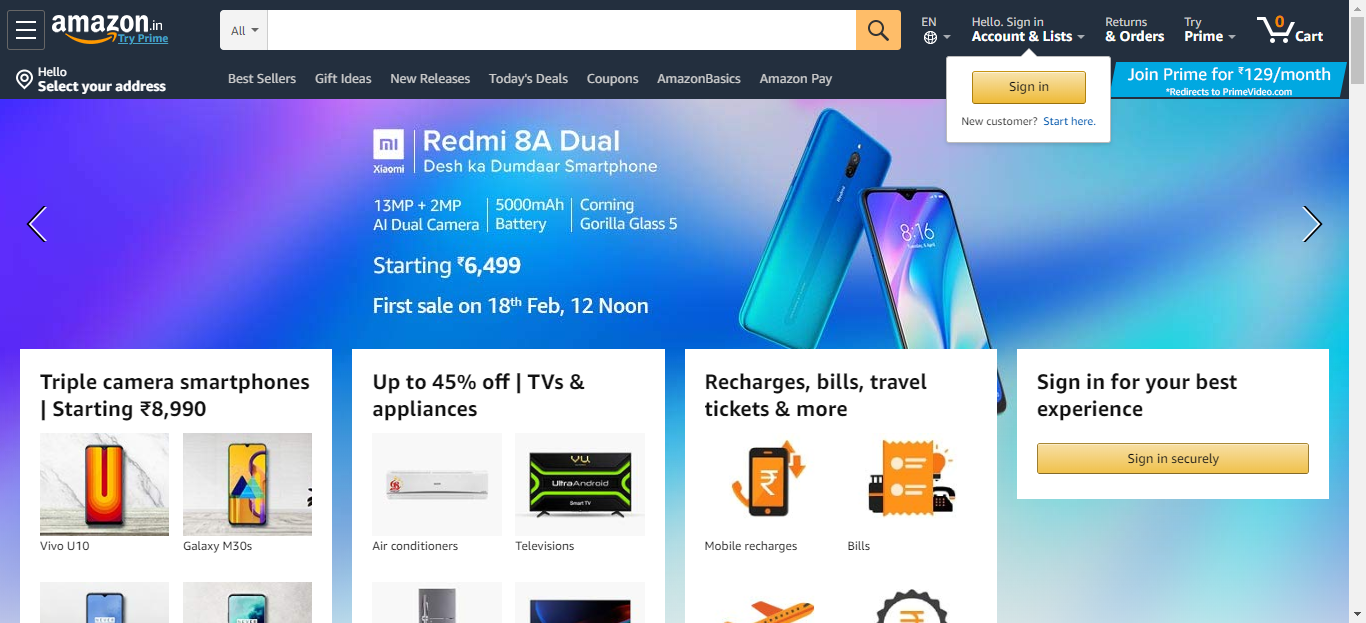 amazon.in
Try Prime
All
EN
Hello. Sign in
Account & Lists
Returns
& Orders
Try
Prime
0
Cart
Hello
Select your address
Best Sellers
Gift Ideas
New Releases
Today's Deals
Coupons
AmazonBasics
Amazon Pay
Sign in
New customer? Start here.
Join Prime for ₹129/month
*Redirects to PrimeVideo.com
mi
Xiaomi
Redmi 8A Dual
Desh ka Dumdaar Smartphone
13MP + 2MP
AI Dual Camera
5000mAh
Battery
Corning
Gorilla Glass 5
Starting ₹6,499
First sale on 18th Feb, 12 Noon
Redmi
8:16
Triple camera smartphones
| Starting ₹8,990
Vivo U10
Galaxy M30s
Up to 45% off | TVs &
appliances
VU
UltraAndroid
Smart TV
Air conditioners
Televisions
Recharges, bills, travel
tickets & more
₹
Mobile recharges
Bills
₹
Sign in for your best
experience
Sign in securely